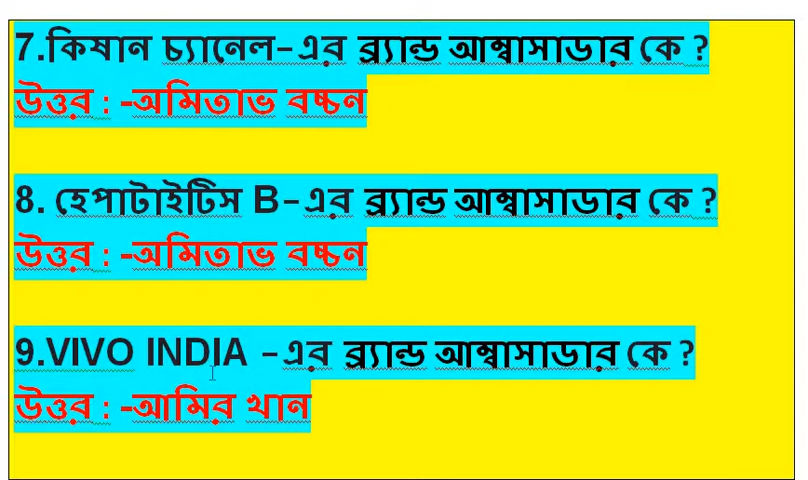 7.কিষান চ্যানেল-এর ব্র্যান্ড আম্বাসাডার কে ?
উত্তর : -অমিতাভ বচ্চন
8. হেপাটাইটিস B-এর ব্র্যান্ড আম্বাসাডার কে ?
উত্তর : -অমিতাভ বচ্চন
9.VIVO INDIA -এর ব্র্যান্ড আম্বাসাডার কে ?
উত্তর : -আমির খান